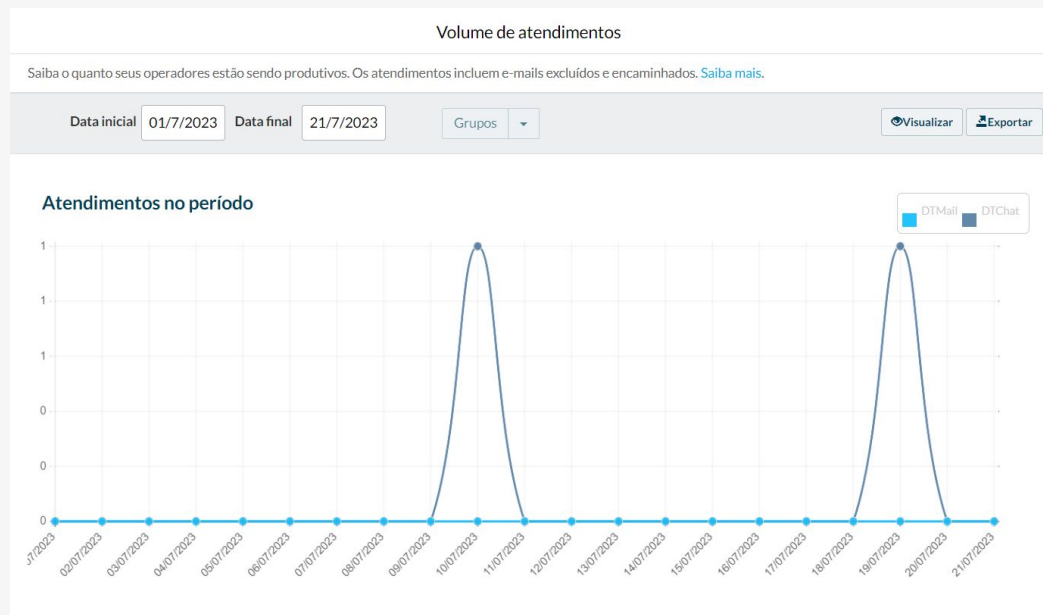 Volume de atendimentos
Saiba o quanto seus operadores estão sendo produtivos. Os atendimentos incluem e-mails excluídos e encaminhados. Saiba mais.
Data inicial 01/7/2023 Data final 21/7/2023 Grupos Visualizar Exportar
Atendimentos no período
DTMail DTChat
1
1
1
0
0
0
02/07/2023 03/07/2023 04/07/2023 05/07/2023 06/07/2023 07/07/2023 08/07/2023 09/07/2023 10/07/2023 11/07/2023 12/07/2023 13/07/2023 14/07/2023 15/07/2023 16/07/2023 17/07/2023 18/07/2023 19/07/2023 20/07/2023 21/07/2023